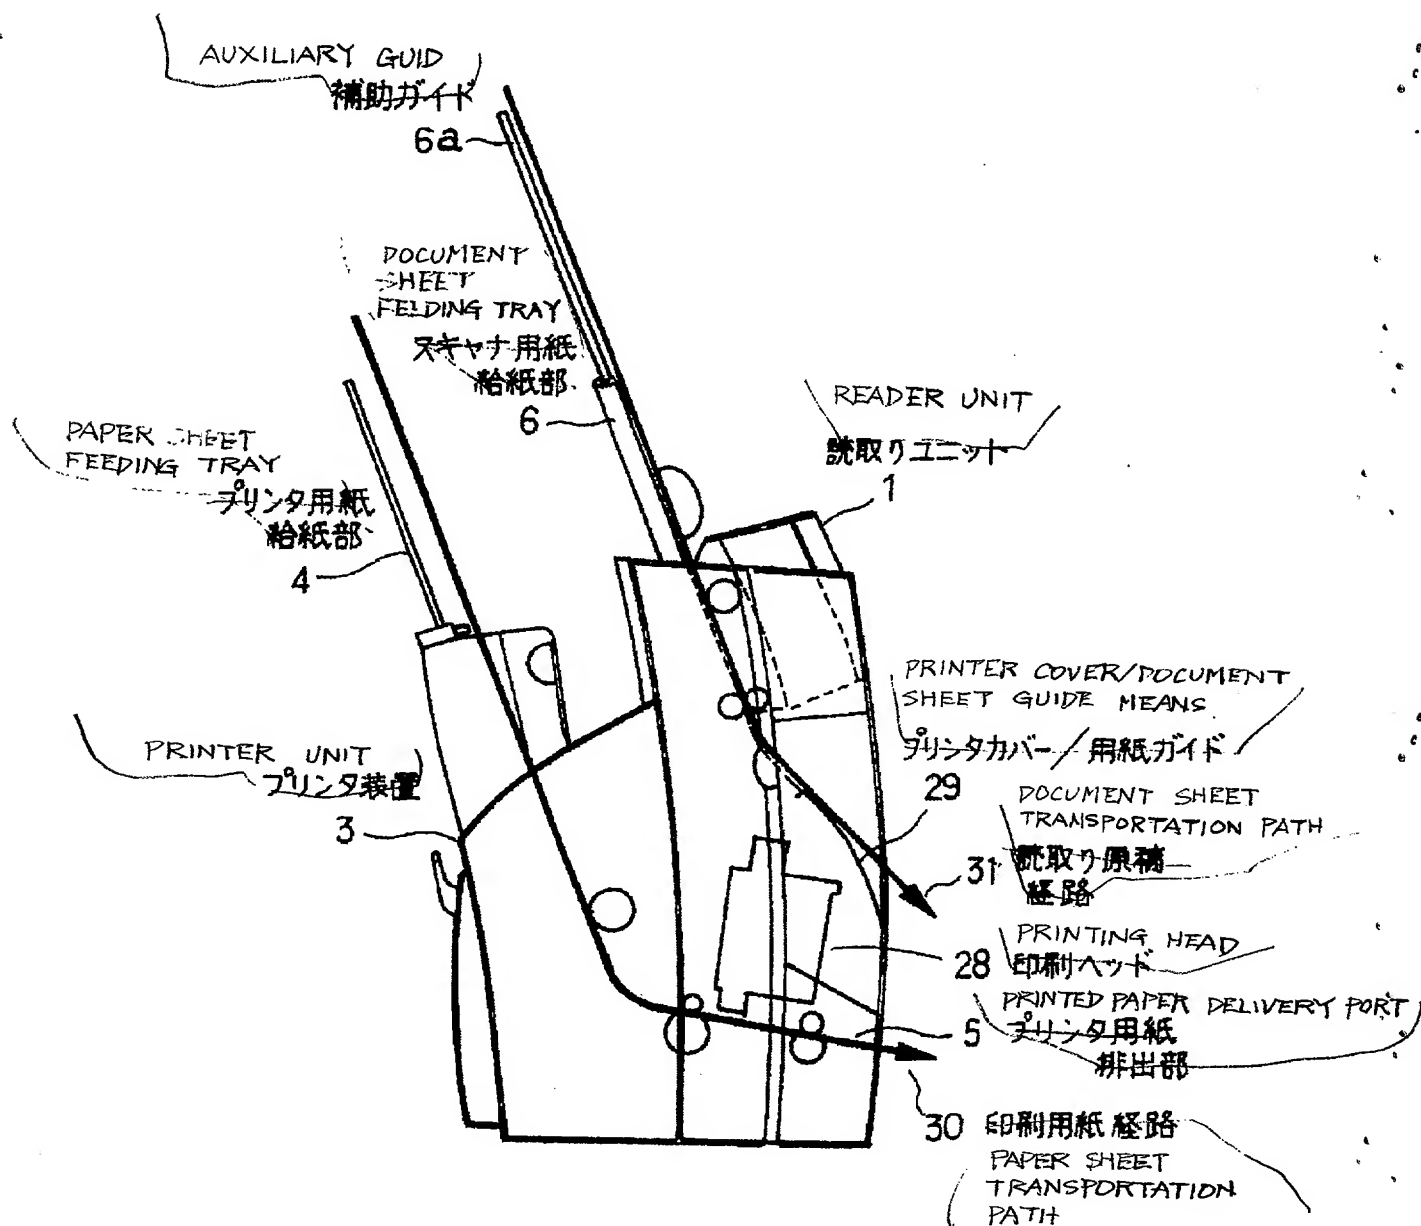 AUXILIARY GUID
補助ガイド
6a
DOCUMENT
SHEET
FEEDING TRAY
スキャナ用紙
給紙部
6
READER UNIT
読取りユニット
1
PAPER SHEET
FEEDING TRAY
プリンタ用紙
給紙部
4
PRINTER COVER/DOCUMENT
SHEET GUIDE MEANS
プリンタカバー/用紙ガイド
29
PRINTER UNIT
プリンタ装置
3
DOCUMENT SHEET
TRANSPORTATION PATH
31 読取り原稿
経路
PRINTING HEAD
28 印刷ヘッド
PRINTED PAPER DELIVERY PORT
5 プリンタ用紙
排出部
30 印刷用紙経路
PAPER SHEET
TRANSPORTATION
PATH